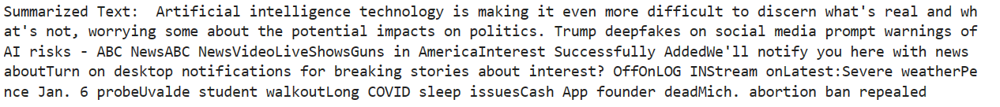 Summarized Text:  Artificial intelligence technology is making it even more difficult to discern what's real and wh
at's not, worrying some about the potential impacts on politics. Trump deepfakes on social media prompt warnings of
AI risks - ABC NewsABC NewsVideoLiveShowsGuns in AmericaInterest Successfully AddedWe'll notify you here with news
aboutTurn on desktop notifications for breaking stories about interest? OffOnLOG INStream onLatest:Severe weatherPe
nce Jan. 6 probeUvalde student walkoutLong COVID sleep issuesCash App founder deadMich. abortion ban repealed